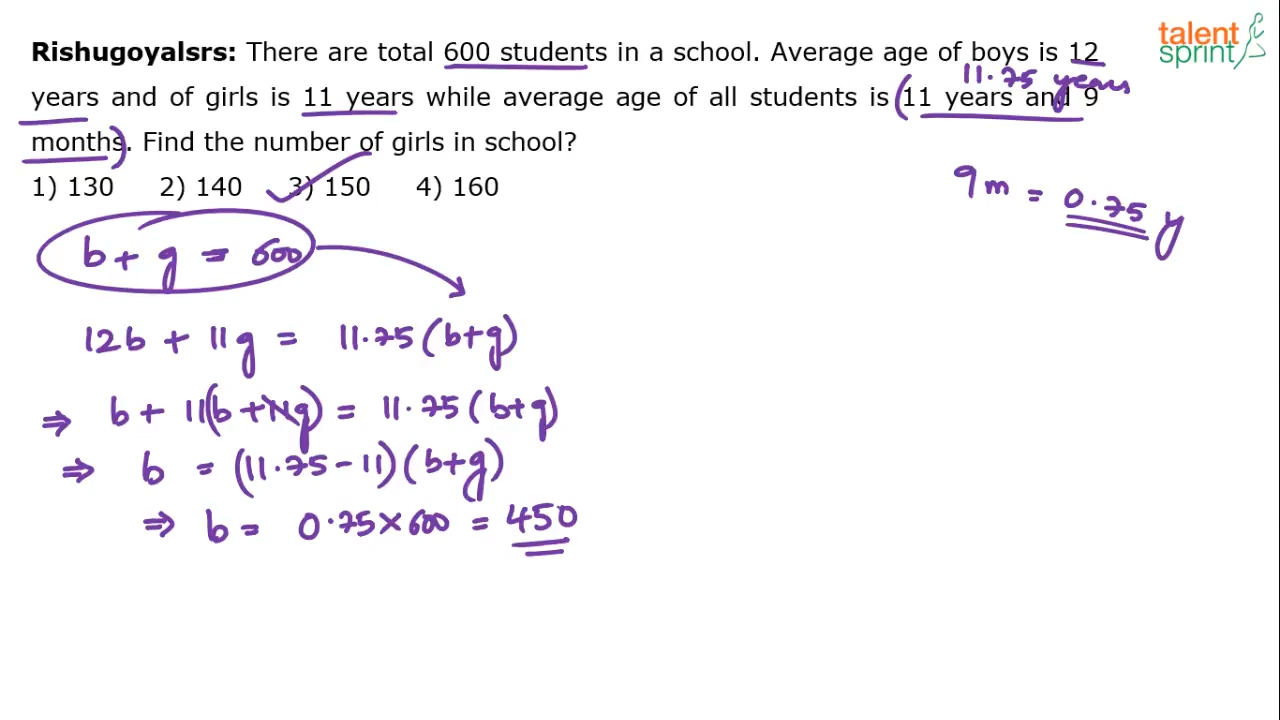 talent
sprint
Rishugoyalsrs: There are total 600 students in a school. Average age of boys is 12
11.75 years
years and of girls is 11 years while average age of all students is (11 years and 9
months). Find the number of girls in school?
1) 130 2) 140 3) 150 4) 160
9 m = 0.75 y
b + g = 600
12b + 11g = 11.75 (b+g)
⇒ b + 11(b + 11g) = 11.75 (b+g)
⇒ b = (11.75 - 11) (b+g)
⇒ b = 0.75 × 600 = 450